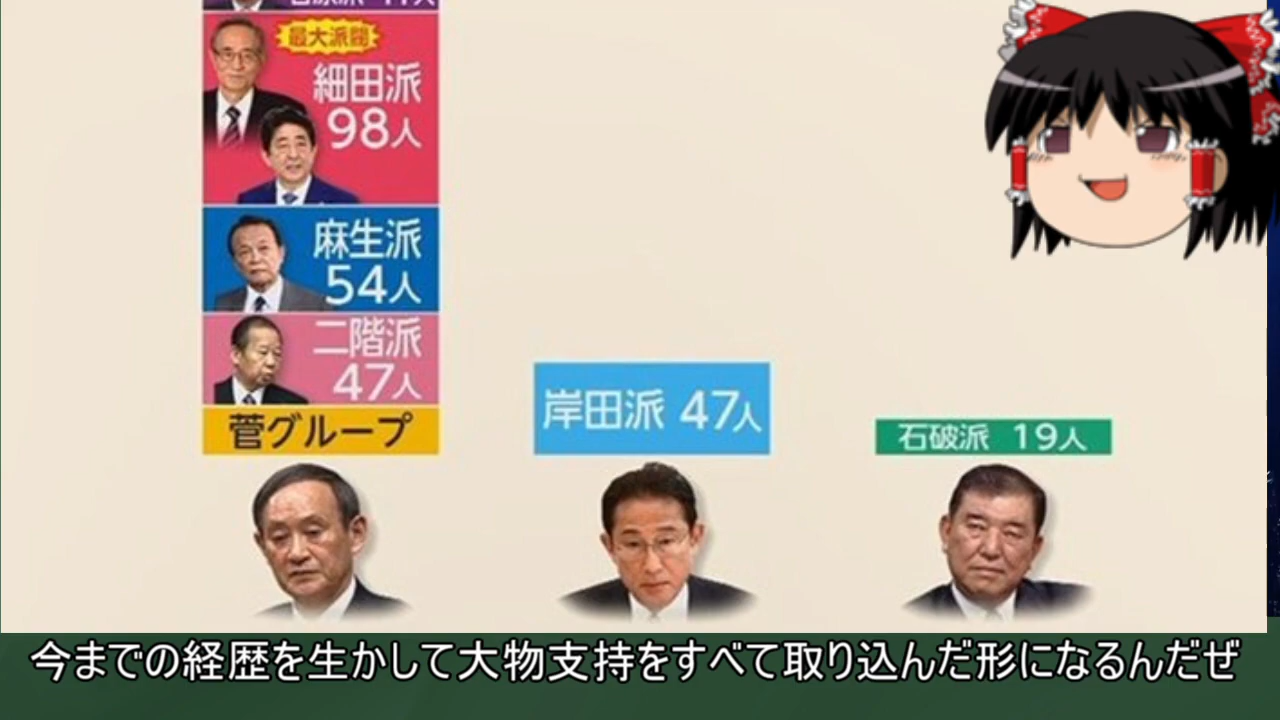 最大派閥
細田派
98人
麻生派
54人
二階派
47人
菅グループ
岸田派 47人
石破派 19人
今までの経歴を生かして大物支持をすべて取り込んだ形になるんだぜ